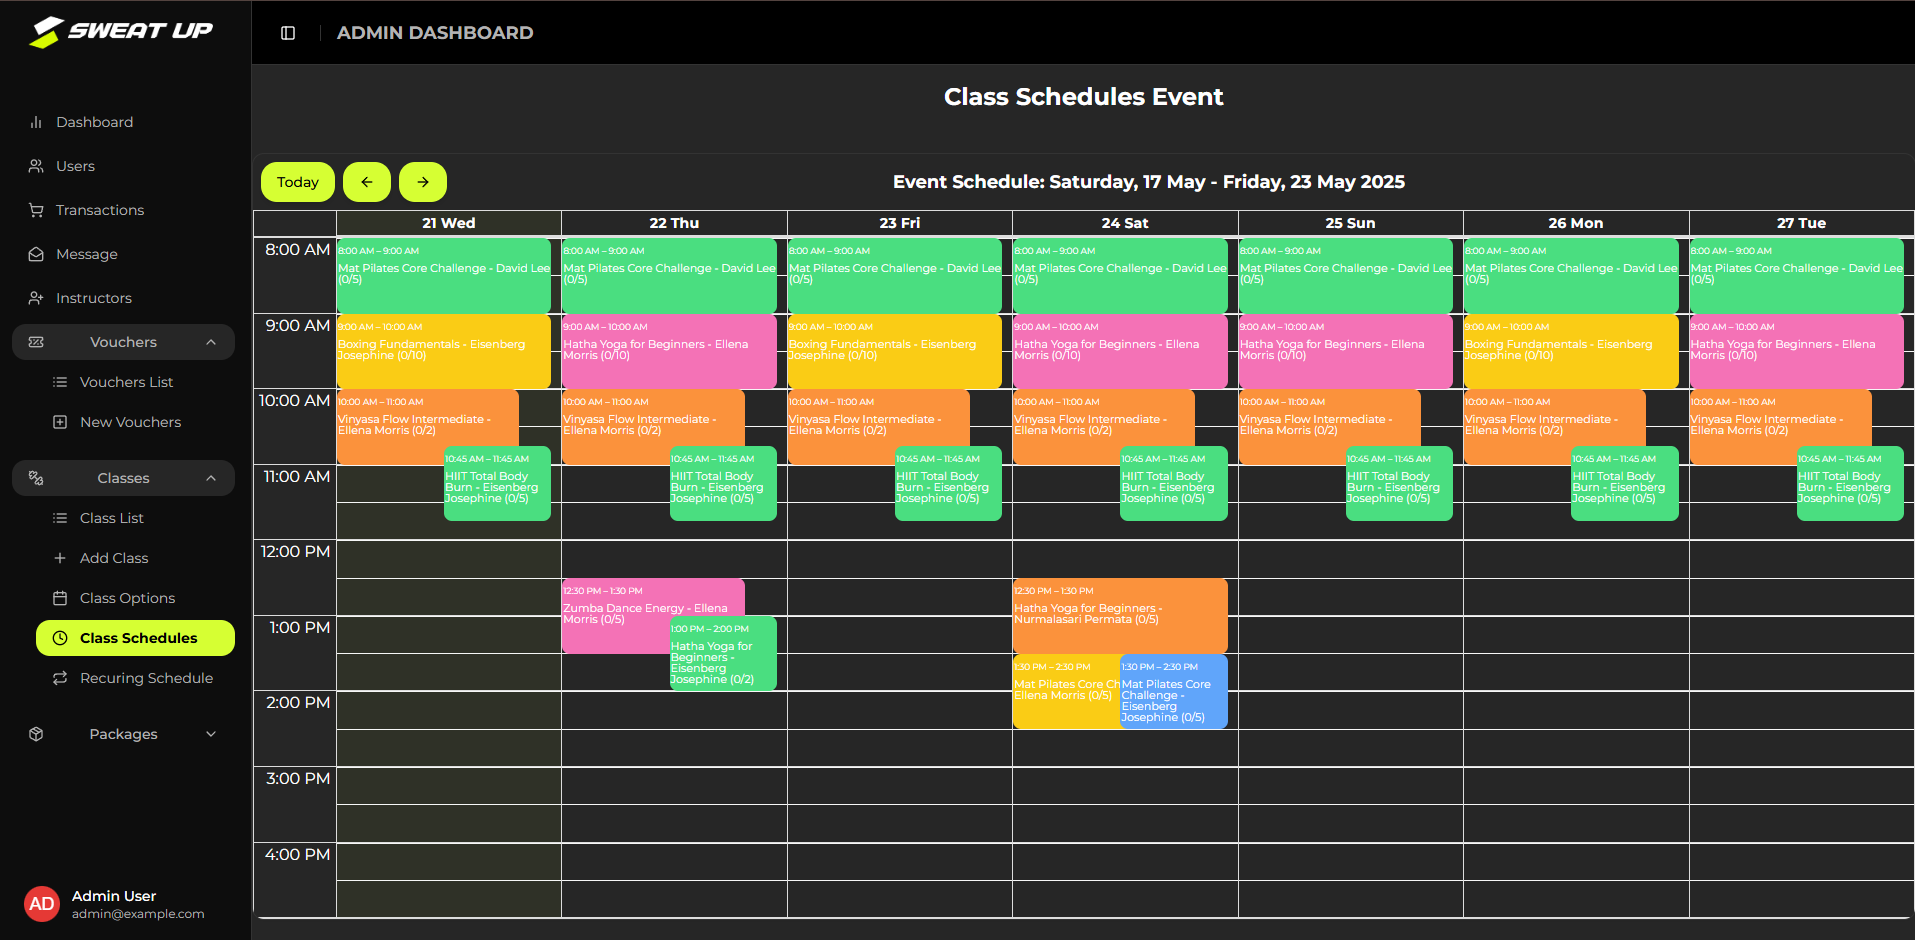 SWEAT UP
ADMIN DASHBOARD
Dashboard
Users
Transactions
Message
Instructors
Vouchers
Vouchers List
New Vouchers
Classes
Class List
Add Class
Class Options
Class Schedules
Recuring Schedule
Packages
AD
Admin User
admin@example.com
Class Schedules Event
Today
Event Schedule: Saturday, 17 May - Friday, 23 May 2025
21 Wed
22 Thu
23 Fri
24 Sat
25 Sun
26 Mon
27 Tue
8:00 AM
9:00 AM
10:00 AM
11:00 AM
12:00 PM
1:00 PM
2:00 PM
3:00 PM
4:00 PM
8:00 AM – 9:00 AM
Mat Pilates Core Challenge - David Lee
(0/5)
9:00 AM – 10:00 AM
Boxing Fundamentals - Eisenberg
Josephine (0/10)
10:00 AM – 11:00 AM
Vinyasa Flow Intermediate -
Ellena Morris (0/2)
10:45 AM – 11:45 AM
HIIT Total Body
Burn - Eisenberg
Josephine (0/5)
8:00 AM – 9:00 AM
Mat Pilates Core Challenge - David Lee
(0/5)
9:00 AM – 10:00 AM
Hatha Yoga for Beginners - Ellena
Morris (0/10)
10:00 AM – 11:00 AM
Vinyasa Flow Intermediate -
Ellena Morris (0/2)
10:45 AM – 11:45 AM
HIIT Total Body
Burn - Eisenberg
Josephine (0/5)
12:30 PM – 1:30 PM
Zumba Dance Energy - Ellena
Morris (0/5)
1:00 PM – 2:00 PM
Hatha Yoga for
Beginners -
Eisenberg
Josephine (0/2)
8:00 AM – 9:00 AM
Mat Pilates Core Challenge - David Lee
(0/5)
9:00 AM – 10:00 AM
Boxing Fundamentals - Eisenberg
Josephine (0/10)
10:00 AM – 11:00 AM
Vinyasa Flow Intermediate -
Ellena Morris (0/2)
10:45 AM – 11:45 AM
HIIT Total Body
Burn - Eisenberg
Josephine (0/5)
8:00 AM – 9:00 AM
Mat Pilates Core Challenge - David Lee
(0/5)
9:00 AM – 10:00 AM
Hatha Yoga for Beginners - Ellena
Morris (0/10)
10:00 AM – 11:00 AM
Vinyasa Flow Intermediate -
Ellena Morris (0/2)
10:45 AM – 11:45 AM
HIIT Total Body
Burn - Eisenberg
Josephine (0/5)
12:30 PM – 1:30 PM
Hatha Yoga for Beginners -
Nurmalasari Permata (0/5)
1:30 PM – 2:30 PM
Mat Pilates Core Ch
Ellena Morris (0/5)
1:30 PM – 2:30 PM
Mat Pilates Core
Challenge -
Eisenberg
Josephine (0/5)
8:00 AM – 9:00 AM
Mat Pilates Core Challenge - David Lee
(0/5)
9:00 AM – 10:00 AM
Hatha Yoga for Beginners - Ellena
Morris (0/10)
10:00 AM – 11:00 AM
Vinyasa Flow Intermediate -
Ellena Morris (0/2)
10:45 AM – 11:45 AM
HIIT Total Body
Burn - Eisenberg
Josephine (0/5)
8:00 AM – 9:00 AM
Mat Pilates Core Challenge - David Lee
(0/5)
9:00 AM – 10:00 AM
Boxing Fundamentals - Eisenberg
Josephine (0/10)
10:00 AM – 11:00 AM
Vinyasa Flow Intermediate -
Ellena Morris (0/2)
10:45 AM – 11:45 AM
HIIT Total Body
Burn - Eisenberg
Josephine (0/5)
8:00 AM – 9:00 AM
Mat Pilates Core Challenge - David Lee
(0/5)
9:00 AM – 10:00 AM
Hatha Yoga for Beginners - Ellena
Morris (0/10)
10:00 AM – 11:00 AM
Vinyasa Flow Intermediate -
Ellena Morris (0/2)
10:45 AM – 11:45 AM
HIIT Total Body
Burn - Eisenberg
Josephine (0/5)